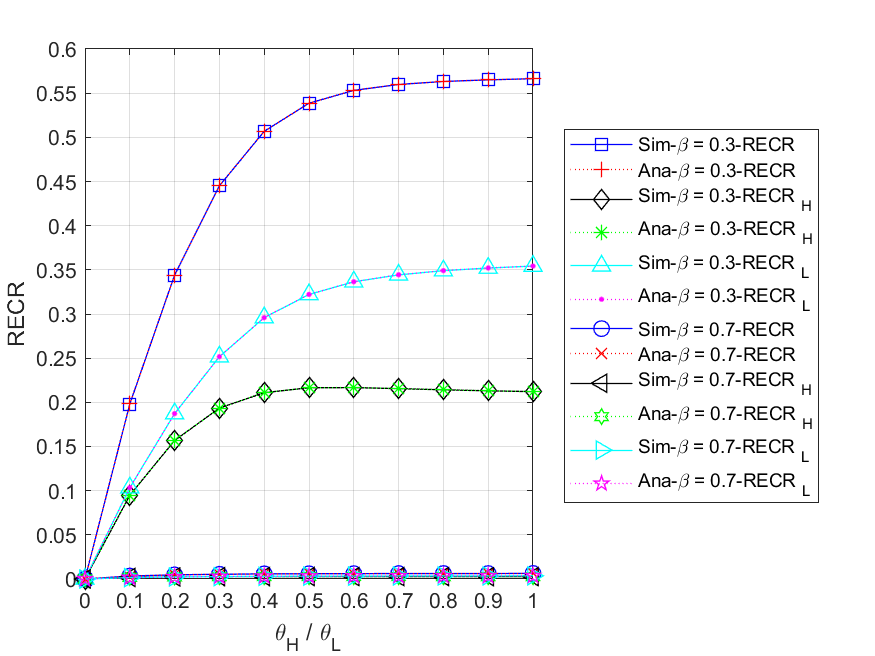 0.6
0.55
0.5
0.45
0.4
0.35
0.3
0.25
0.2
0.15
0.1
0.05
0
RECR
0 0.1 0.2 0.3 0.4 0.5 0.6 0.7 0.8 0.9 1
θH / θL
Sim-β = 0.3-RECR
Ana-β = 0.3-RECR
Sim-β = 0.3-RECR H
Ana-β = 0.3-RECR H
Sim-β = 0.3-RECR L
Ana-β = 0.3-RECR L
Sim-β = 0.7-RECR
Ana-β = 0.7-RECR
Sim-β = 0.7-RECR H
Ana-β = 0.7-RECR H
Sim-β = 0.7-RECR L
Ana-β = 0.7-RECR L